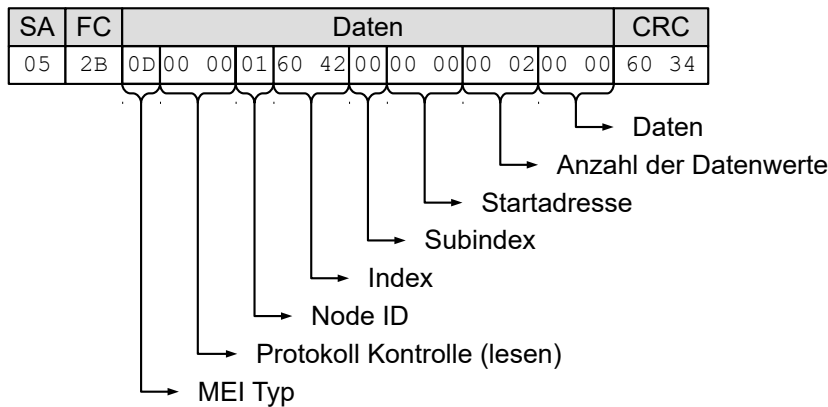 SA FC Daten CRC
05 2B 0D 00 00 01 60 42 00 00 00 00 02 00 00 60 34
Daten
Anzahl der Datenwerte
Startadresse
Subindex
Index
Node ID
Protokoll Kontrolle (lesen)
MEI Typ